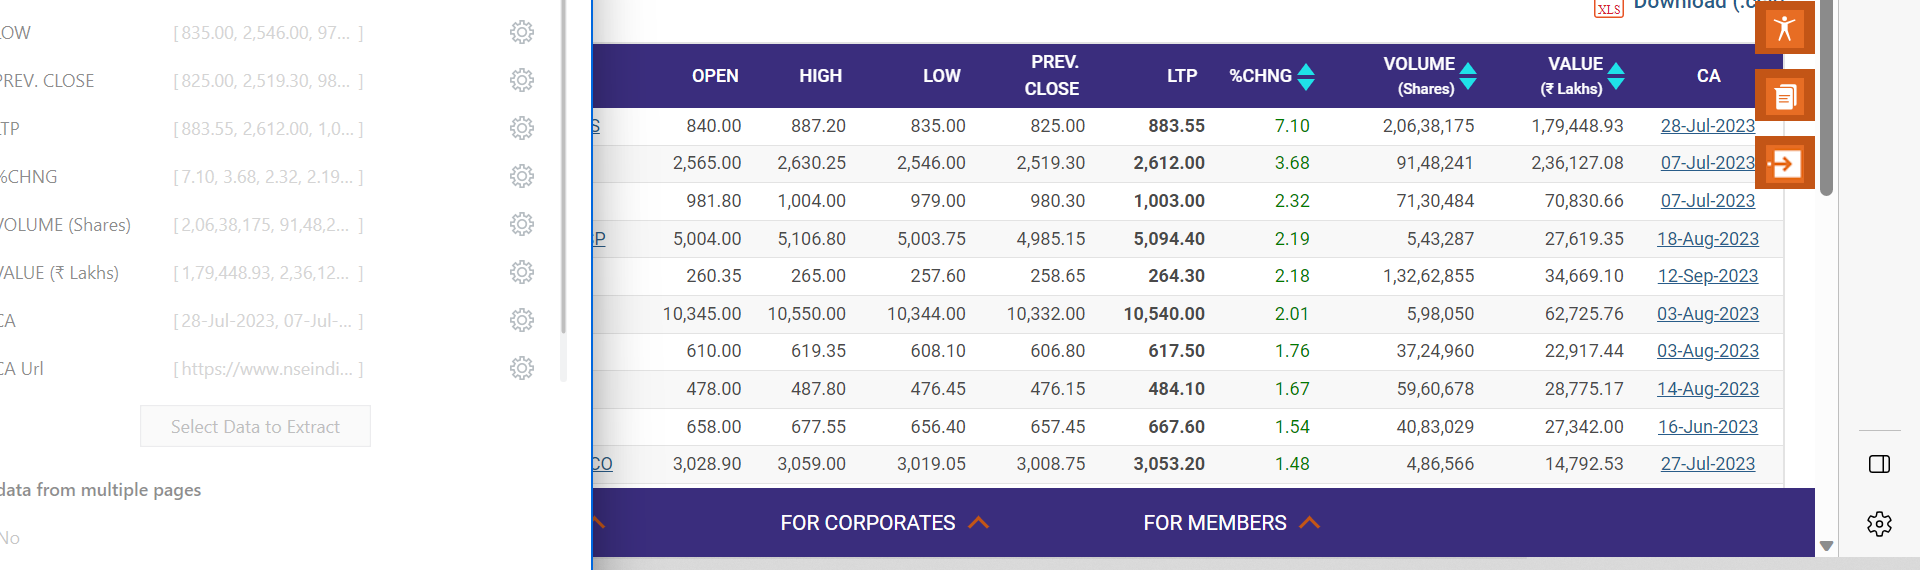 OW [835.00, 2,546.00, 97... ]
PREV. CLOSE [825.00, 2,519.30, 98... ]
TP [883.55, 2,612.00, 1,0... ]
%CHNG [7.10, 3.68, 2.32, 2.19... ]
VOLUME (Shares) [2,06,38,175, 91,48,2... ]
VALUE (₹ Lakhs) [1,79,448.93, 2,36,12... ]
CA [28-Jul-2023, 07-Jul-... ]
CA Url [https://www.nseindi... ]
Select Data to Extract
data from multiple pages
No
XLS
OPEN HIGH LOW PREV. CLOSE LTP %CHNG VOLUME (Shares) VALUE (₹ Lakhs) CA
S 840.00 887.20 835.00 825.00 883.55 7.10 2,06,38,175 1,79,448.93 28-Jul-2023
2,565.00 2,630.25 2,546.00 2,519.30 2,612.00 3.68 91,48,241 2,36,127.08 07-Jul-2023
981.80 1,004.00 979.00 980.30 1,003.00 2.32 71,30,484 70,830.66 07-Jul-2023
P 5,004.00 5,106.80 5,003.75 4,985.15 5,094.40 2.19 5,43,287 27,619.35 18-Aug-2023
260.35 265.00 257.60 258.65 264.30 2.18 1,32,62,855 34,669.10 12-Sep-2023
10,345.00 10,550.00 10,344.00 10,332.00 10,540.00 2.01 5,98,050 62,725.76 03-Aug-2023
610.00 619.35 608.10 606.80 617.50 1.76 37,24,960 22,917.44 03-Aug-2023
478.00 487.80 476.45 476.15 484.10 1.67 59,60,678 28,775.17 14-Aug-2023
658.00 677.55 656.40 657.45 667.60 1.54 40,83,029 27,342.00 16-Jun-2023
CO 3,028.90 3,059.00 3,019.05 3,008.75 3,053.20 1.48 4,86,566 14,792.53 27-Jul-2023
FOR CORPORATES FOR MEMBERS